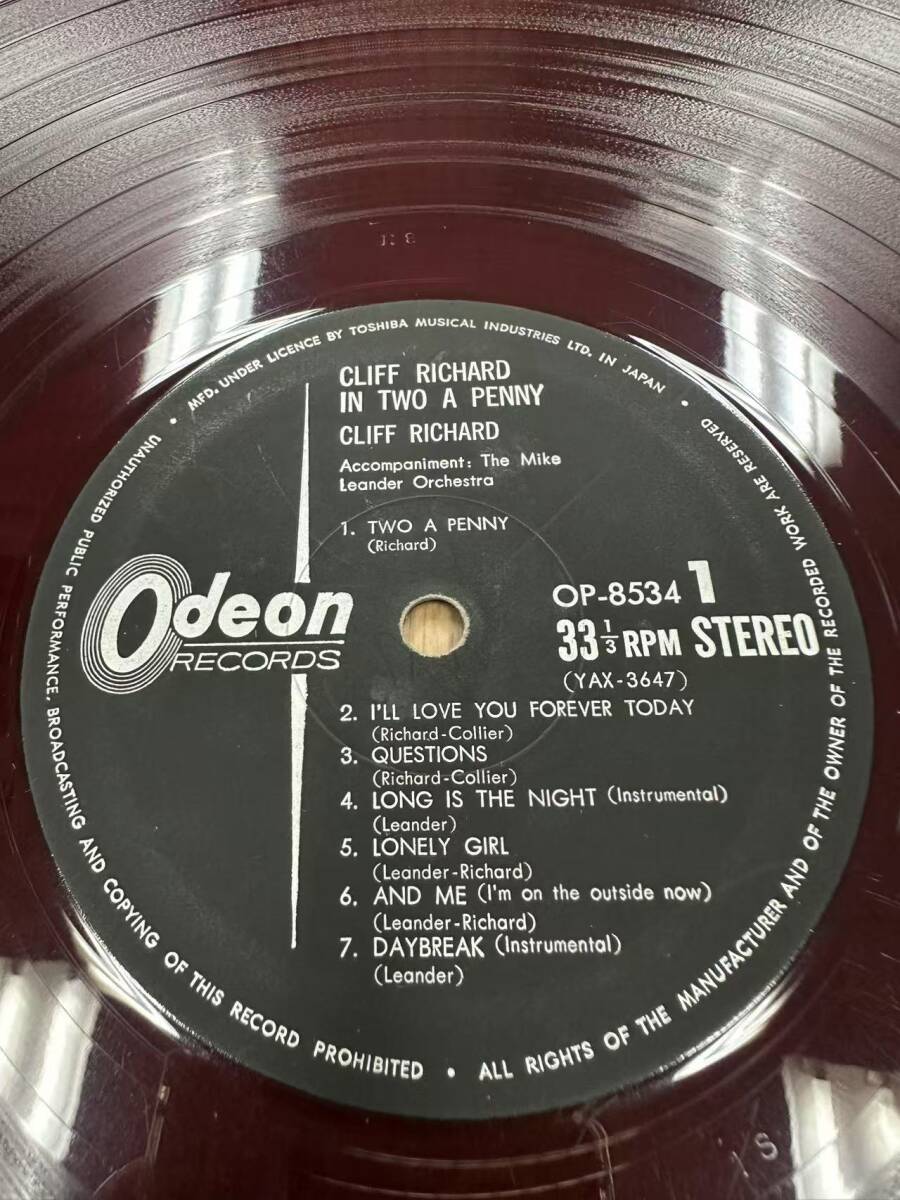 MFD. UNDER LICENCE BY TOSHIBA MUSICAL INDUSTRIES LTD. IN JAPAN
CLIFF RICHARD
IN TWO A PENNY
CLIFF RICHARD
Accompaniment: The Mike
Leander Orchestra
1. TWO A PENNY
(Richard)
Odeon
RECORDS
OP-8534 1
33 1/3 RPM STEREO
(YAX-3647)
2. I'LL LOVE YOU FOREVER TODAY
(Richard-Collier)
3. QUESTIONS
(Richard-Collier)
4. LONG IS THE NIGHT (Instrumental)
(Leander)
5. LONELY GIRL
(Leander-Richard)
6. AND ME (I'm on the outside now)
(Leander-Richard)
7. DAYBREAK (Instrumental)
(Leander)
UNAUTHORIZED PUBLIC PERFORMANCE, BROADCASTING AND COPYING OF THIS RECORD PROHIBITED • ALL RIGHTS OF THE MANUFACTURER AND OF THE OWNER OF THE RECORDED WORK ARE RESERVED